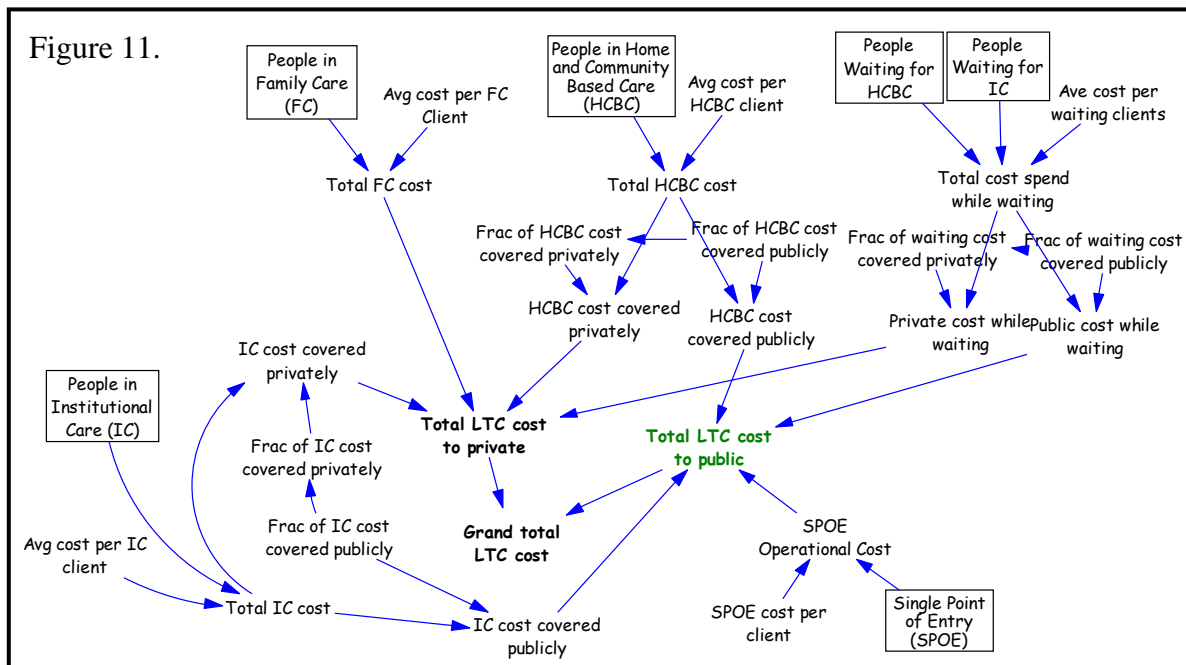 Figure 11.
People in
Family Care
(FC)
Avg cost per FC
Client
People in Home
and Community
Based Care
(HCBC)
Avg cost per
HCBC client
People
Waiting for
HCBC
People
Waiting for
IC
Ave cost per
waiting clients
Total FC cost
Total HCBC cost
Total cost spend
while waiting
Frac of HCBC cost
covered privately
Frac of HCBC cost
covered publicly
Frac of waiting cost
covered privately
Frac of waiting cost
covered publicly
HCBC cost covered
privately
HCBC cost
covered publicly
Private cost while
waiting
Public cost while
waiting
IC cost covered
privately
People in
Institutional
Care (IC)
Total LTC cost
to private
Total LTC cost
to public
Frac of IC cost
covered privately
Frac of IC cost
covered publicly
Grand total
LTC cost
SPOE
Operational Cost
Avg cost per IC
client
Total IC cost
IC cost covered
publicly
SPOE cost per
client
Single Point
of Entry
(SPOE)